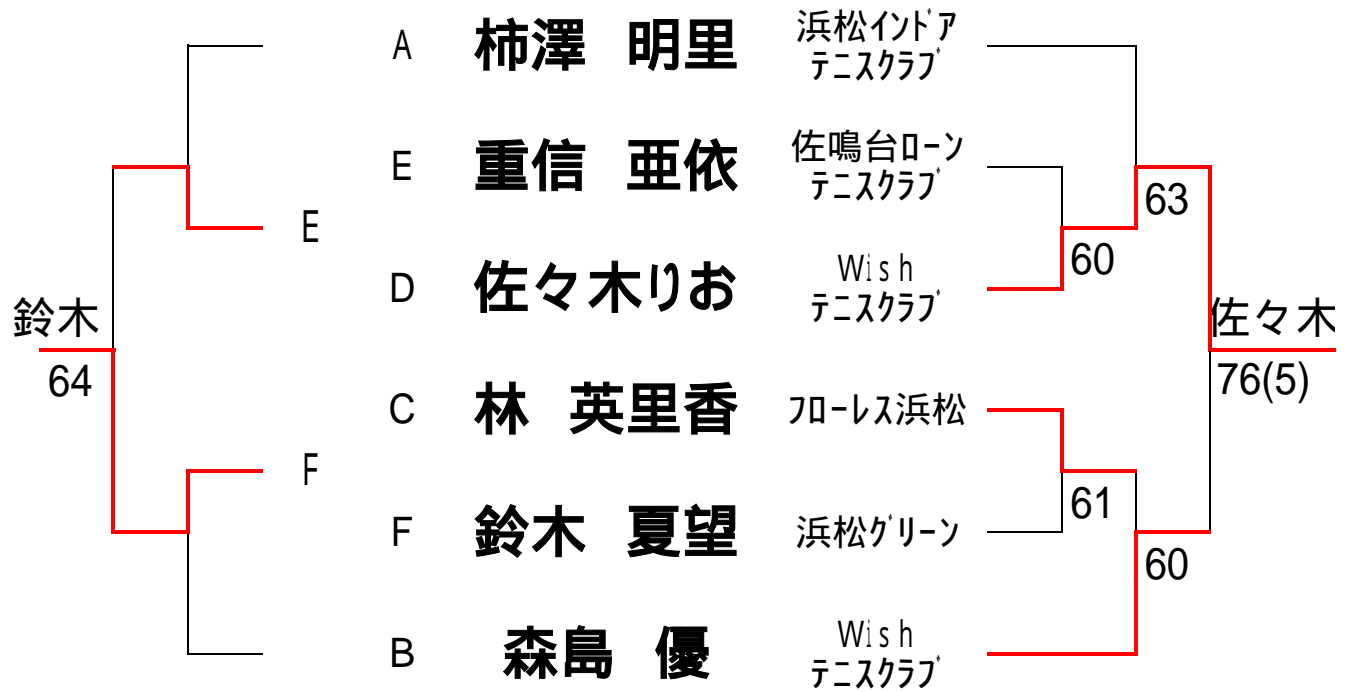 A 柿澤 明里 浜松ｲﾝﾄﾞｱ
ﾃﾆｽｸﾗﾌﾞ
E 重信 亜依 佐鳴台ﾛｰﾝ
ﾃﾆｽｸﾗﾌﾞ
63
E
60
D 佐々木りお Wish
ﾃﾆｽｸﾗﾌﾞ
鈴木
64
佐々木
76(5)
C 林 英里香 ﾌﾛｰﾚｽ浜松
F
61
F 鈴木 夏望 浜松ｸﾞﾘｰﾝ
60
B 森島 優 Wish
ﾃﾆｽｸﾗﾌﾞ